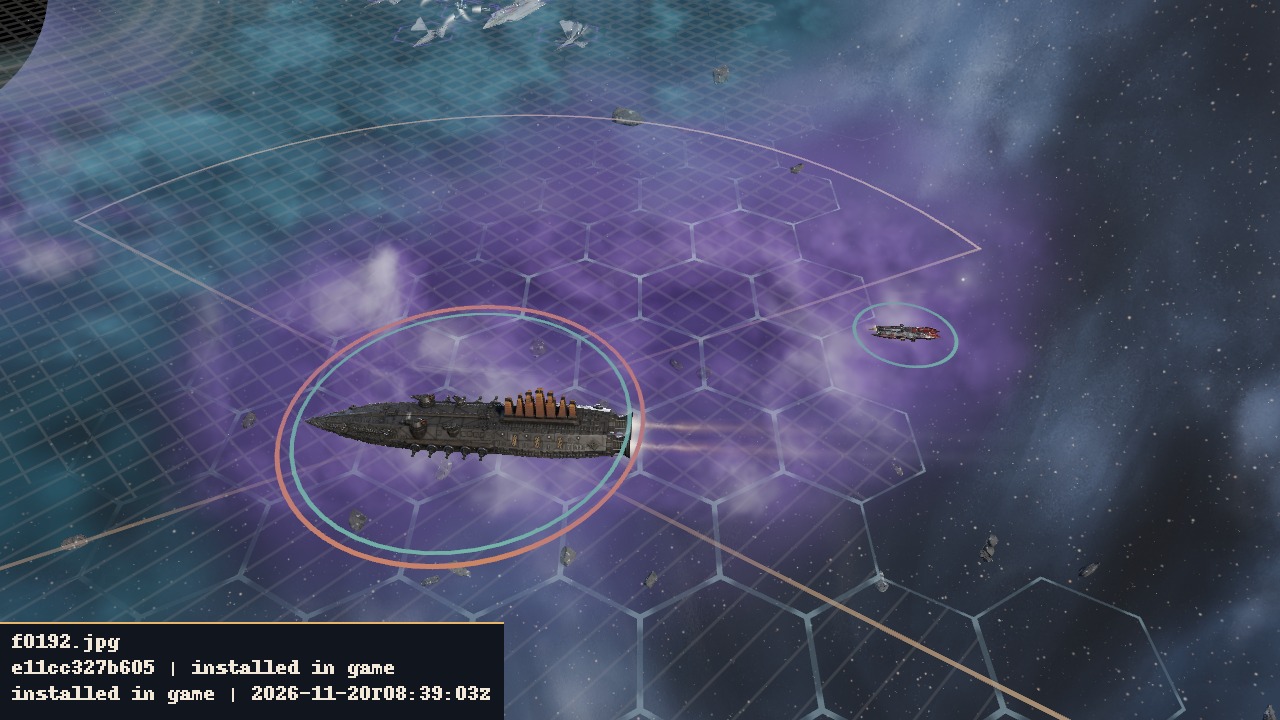 f0192.jpg
e11cc327b605 | installed in game
installed in game | 2026-11-20T08:39:03Z